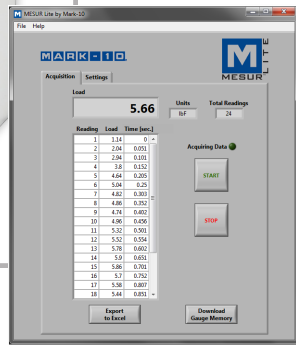 MESUR Lite by Mark-10
File Help
MARK-10
M
MESUR
LITE
Acquisition Settings
Load
5.66
Units
lbF
Total Readings
24
Reading Load Time (sec.)
1 1.14 0
2 2.04 0.051
3 2.94 0.101
4 3.8 0.152
5 4.64 0.205
6 5.04 0.25
7 4.82 0.303
8 4.86 0.352
9 4.74 0.402
10 4.96 0.456
11 5.32 0.501
12 5.52 0.554
13 5.78 0.602
14 5.9 0.651
15 5.86 0.701
16 5.7 0.752
17 5.58 0.807
18 5.44 0.851
Acquiring Data
START
STOP
Export
to Excel
Download
Gauge Memory